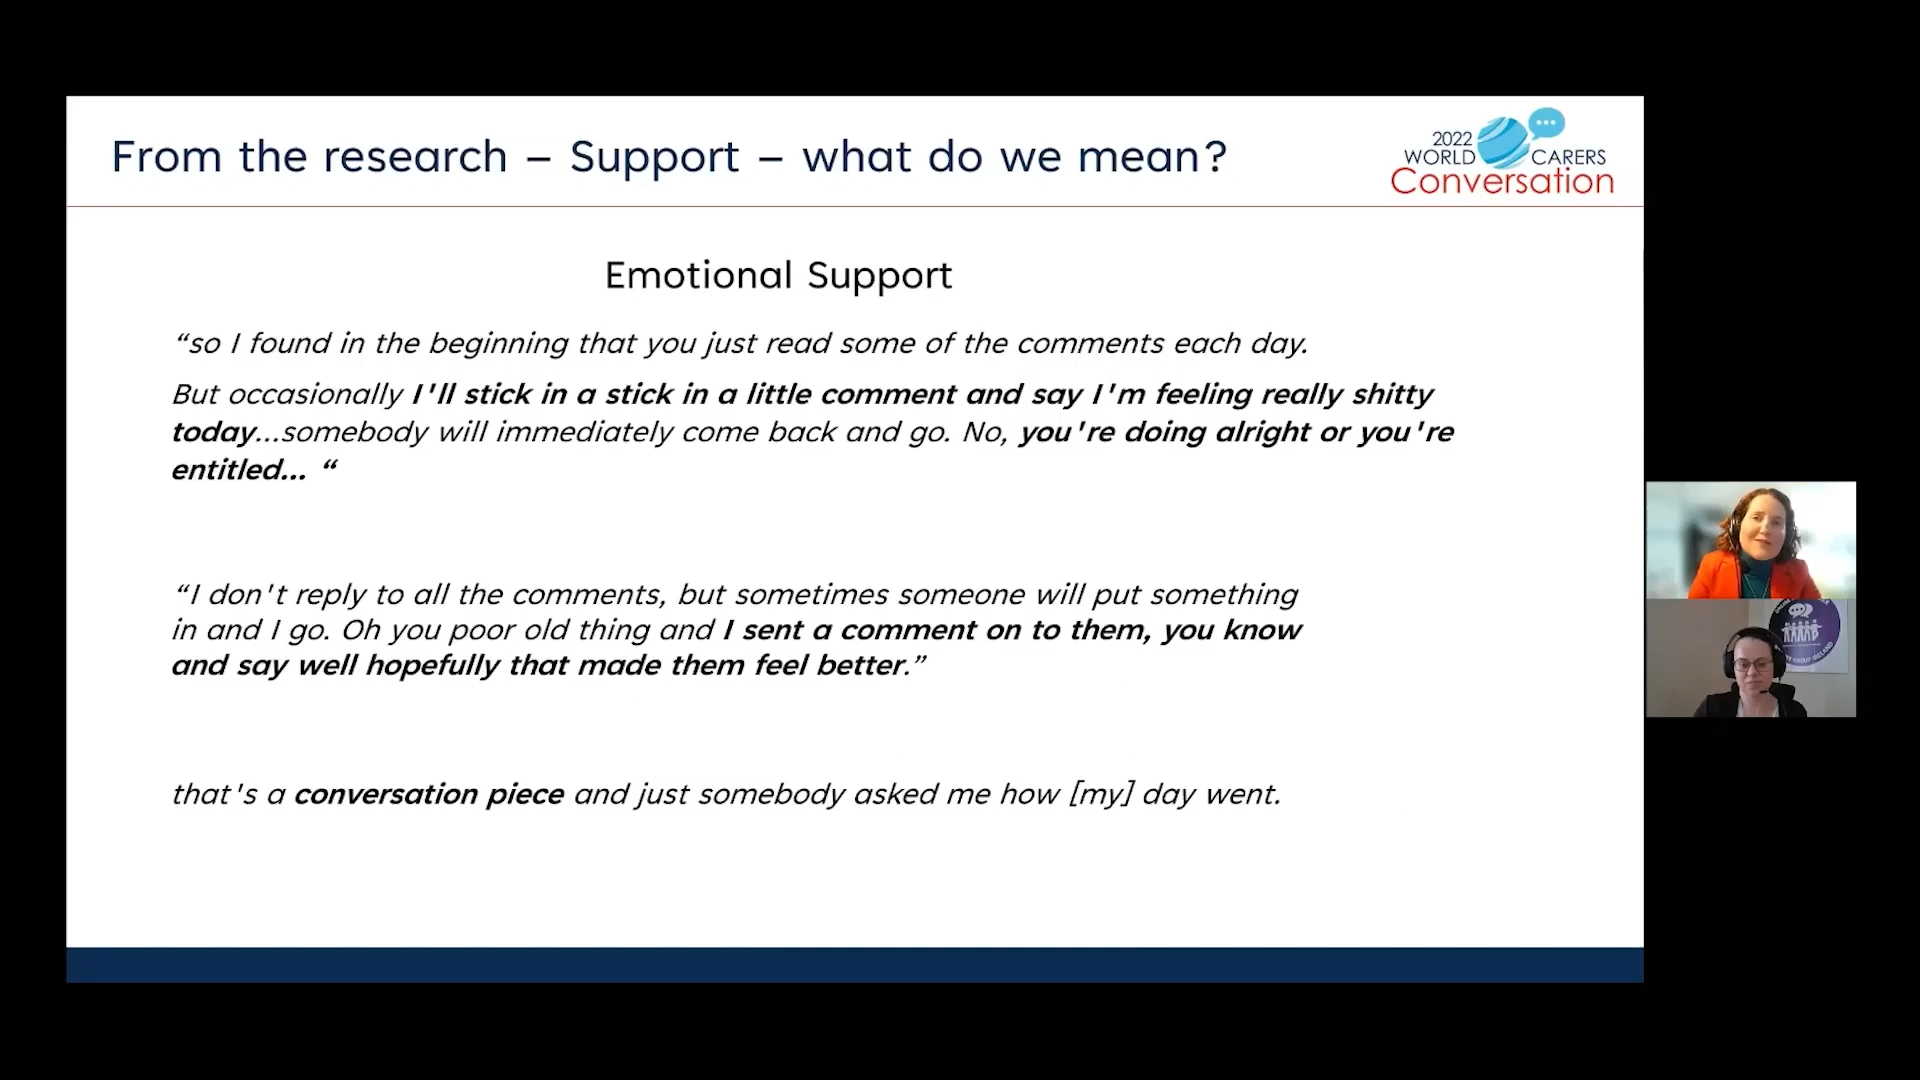 From the research – Support – what do we mean?
2022
WORLD CARERS
Conversation
Emotional Support
“so I found in the beginning that you just read some of the comments each day.
But occasionally I'll stick in a stick in a little comment and say I'm feeling really shitty
today...somebody will immediately come back and go. No, you're doing alright or you're
entitled... “
“I don't reply to all the comments, but sometimes someone will put something
in and I go. Oh you poor old thing and I sent a comment on to them, you know
and say well hopefully that made them feel better.”
that's a conversation piece and just somebody asked me how [my] day went.
GROUP IRELAND